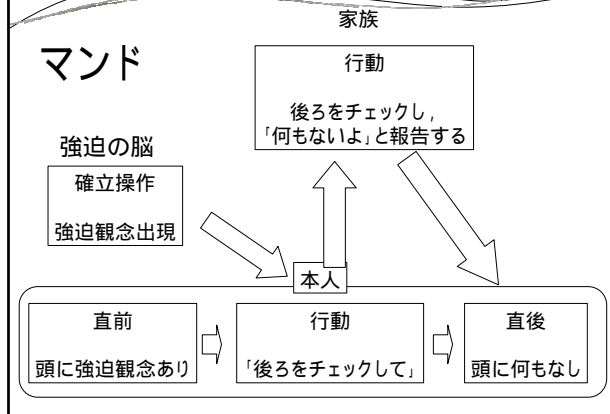 家族
マンド
行動
後ろをチェックし,
「何もないよ」と報告する
強迫の脳
確立操作
強迫観念出現
本人
直前
頭に強迫観念あり
行動
「後ろをチェックして」
直後
頭に何もなし